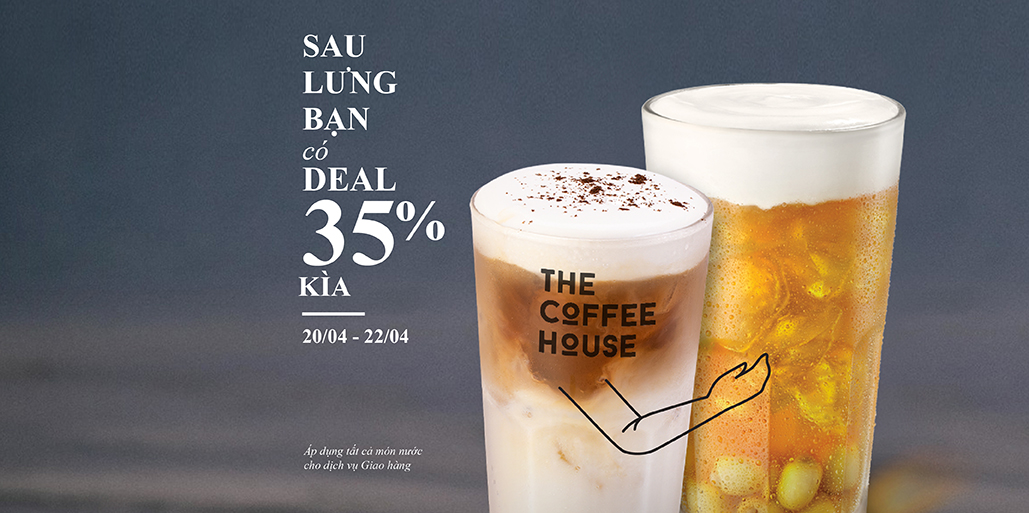 SAU
LƯNG
BẠN
có
DEAL
35%
KÌA
20/04 - 22/04
Áp dụng tất cả món nước
cho dịch vụ Giao hàng
THE
COFFEE
HOUSE